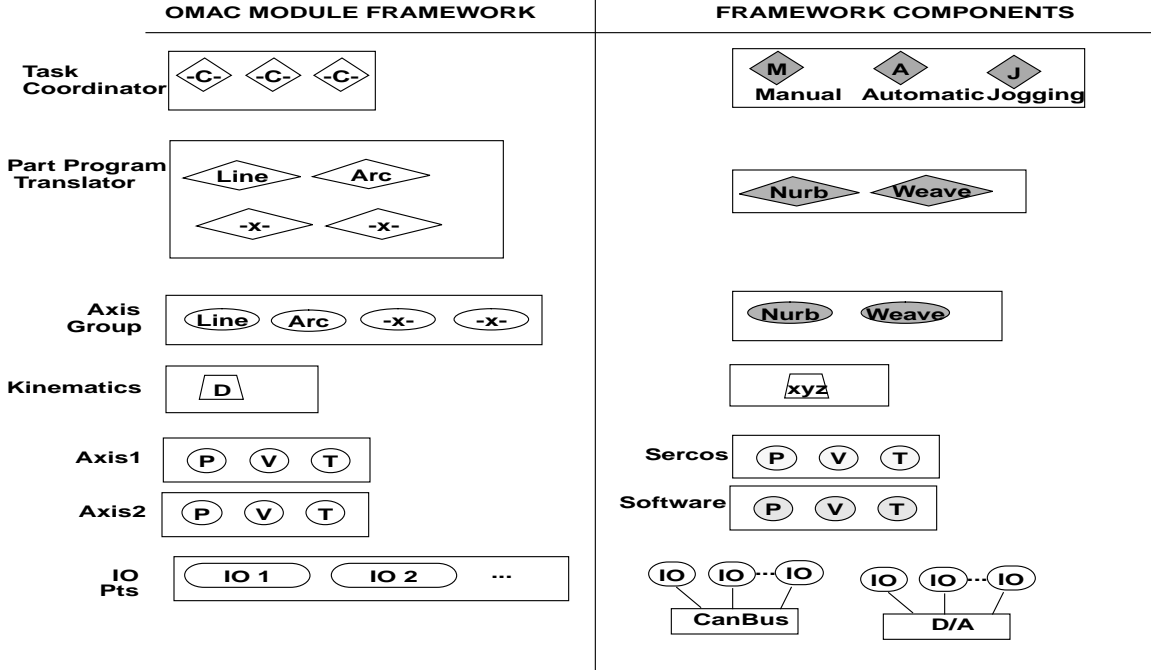 OMAC MODULE FRAMEWORK
FRAMEWORK COMPONENTS
Task
Coordinator
-C- -C- -C-
M A J
Manual Automatic Jogging
Part Program
Translator
Line Arc
-x- -x-
Nurb Weave
Axis
Group
Line Arc -x- -x-
Nurb Weave
Kinematics
D
xyz
Axis1
P V T
Sercos
P V T
Axis2
P V T
Software
P V T
IO
Pts
IO 1 IO 2 ...
IO IO ... IO
CanBus
IO IO ... IO
D/A